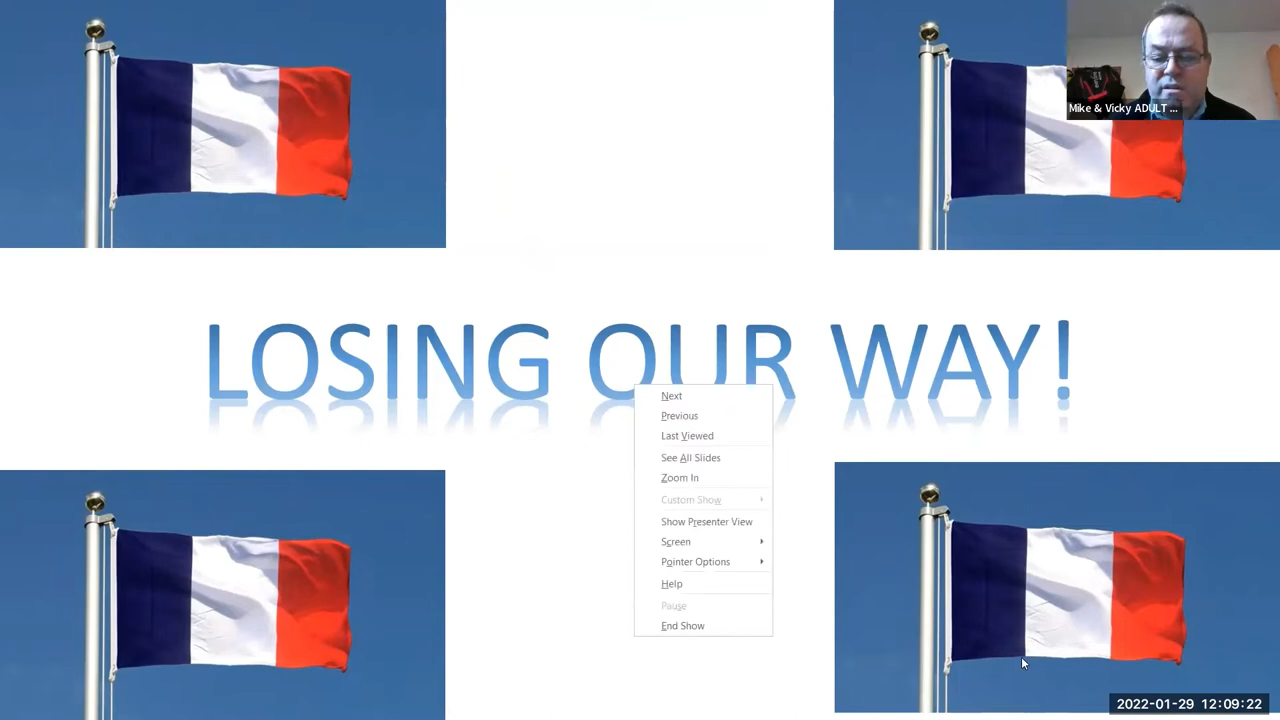 Mike & Vicky ADULT ...
LOSING OUR WAY!
Next
Previous
Last Viewed
See All Slides
Zoom In
Custom Show
Show Presenter View
Screen
Pointer Options
Help
Pause
End Show
2022-01-29 12:09:22